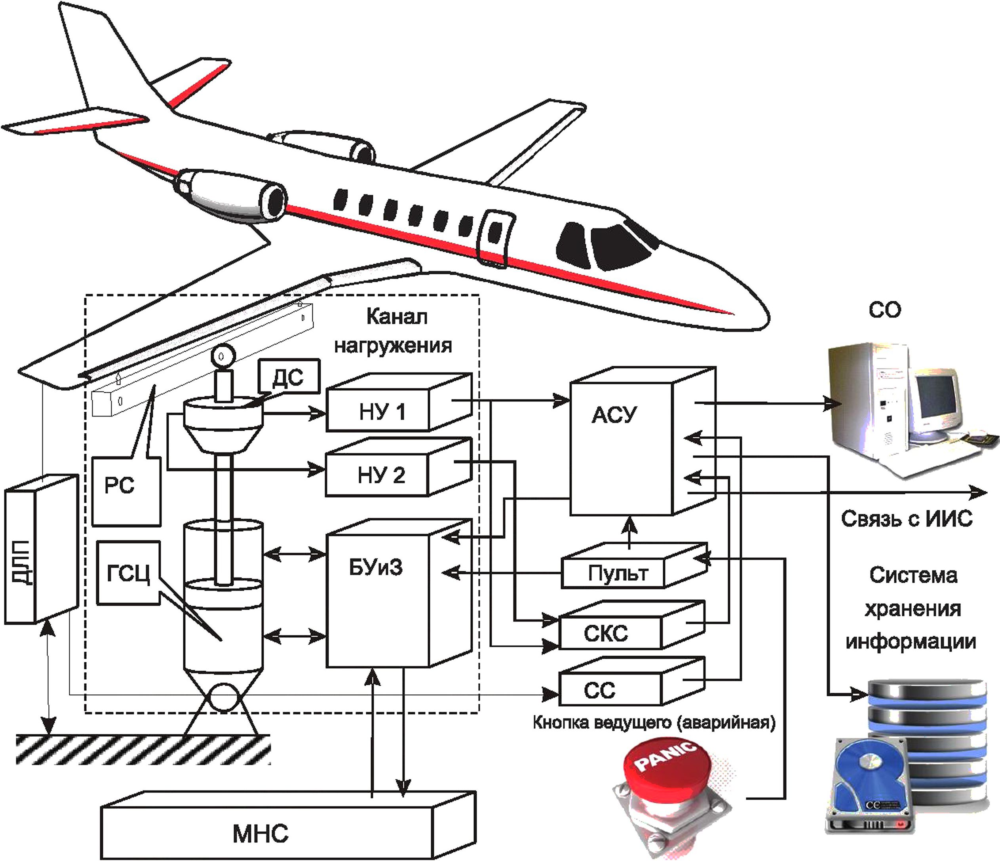 СО
Канал
нагружения
ДС
НУ 1
АСУ
РС
НУ 2
Связь с ИИС
ДЛП
ГСЦ
БУиЗ
Пульт
Система
хранения
информации
СКС
СС
Кнопка ведущего (аварийная)
PANIC
CE
МНС